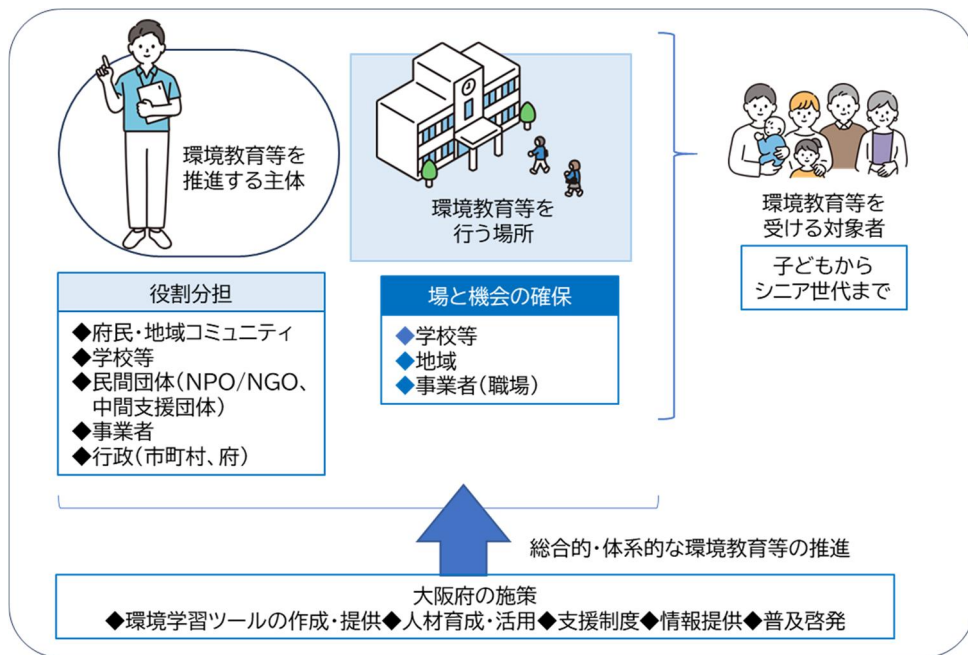 環境教育等を
推進する主体
環境教育等を
行う場所
環境教育等を
受ける対象者
子どもから
シニア世代まで
役割分担
◆府民・地域コミュニティ
◆学校等
◆民間団体(NPO/NGO、
中間支援団体)
◆事業者
◆行政(市町村、府)
場と機会の確保
◆学校等
◆地域
◆事業者(職場)
総合的・体系的な環境教育等の推進
大阪府の施策
◆環境学習ツールの作成・提供◆人材育成・活用◆支援制度◆情報提供◆普及啓発